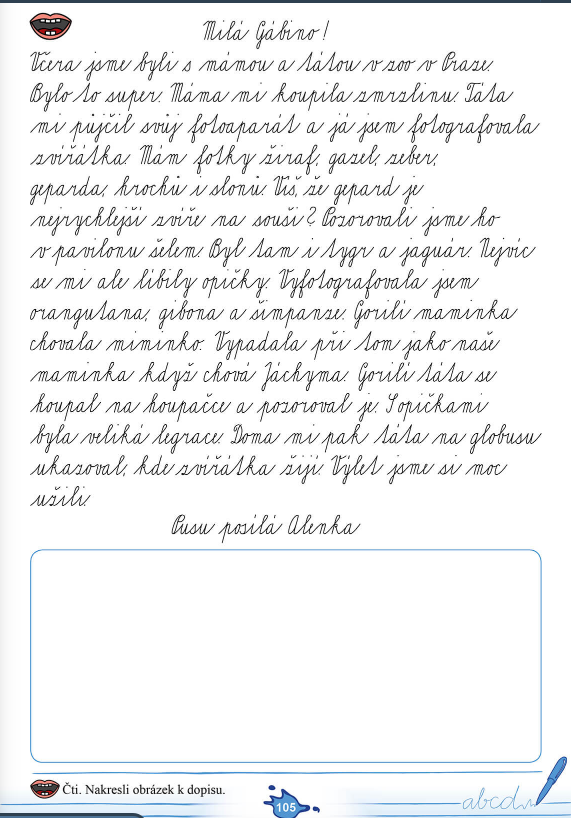 Milá Gábino!
Včera jsme byli s mámou a tátou v zoo v Praze.
Bylo to super. Máma mi koupila zmrzlinu. Táta
mi půjčil svůj fotoaparát a já jsem fotografovala
zvířátka. Mám fotky žiraf, gazel, zeber,
geparda, hrochů i slonů. Víš, že gepard je
nejrychlejší zvíře na souši? Pozorovali jsme ho
v pavilonu šelem. Byl tam i tygr a jaguár. Nejvíc
se mi ale líbily opičky. Vyfotografovala jsem
orangutana, gibona a šimpanze. Gorilí maminka
chovala miminko. Vypadala při tom jako naše
maminka když chová Jáchyma. Gorilí táta se
houpal na houpačce a pozoroval je. S opičkami
byla veliká legrace. Doma mi pak táta na globusu
ukazoval, kde zvířátka žijí. Výlet jsme si moc
užili.
Pusu posílá Alenka
Čti. Nakresli obrázek k dopisu.
105
abcd